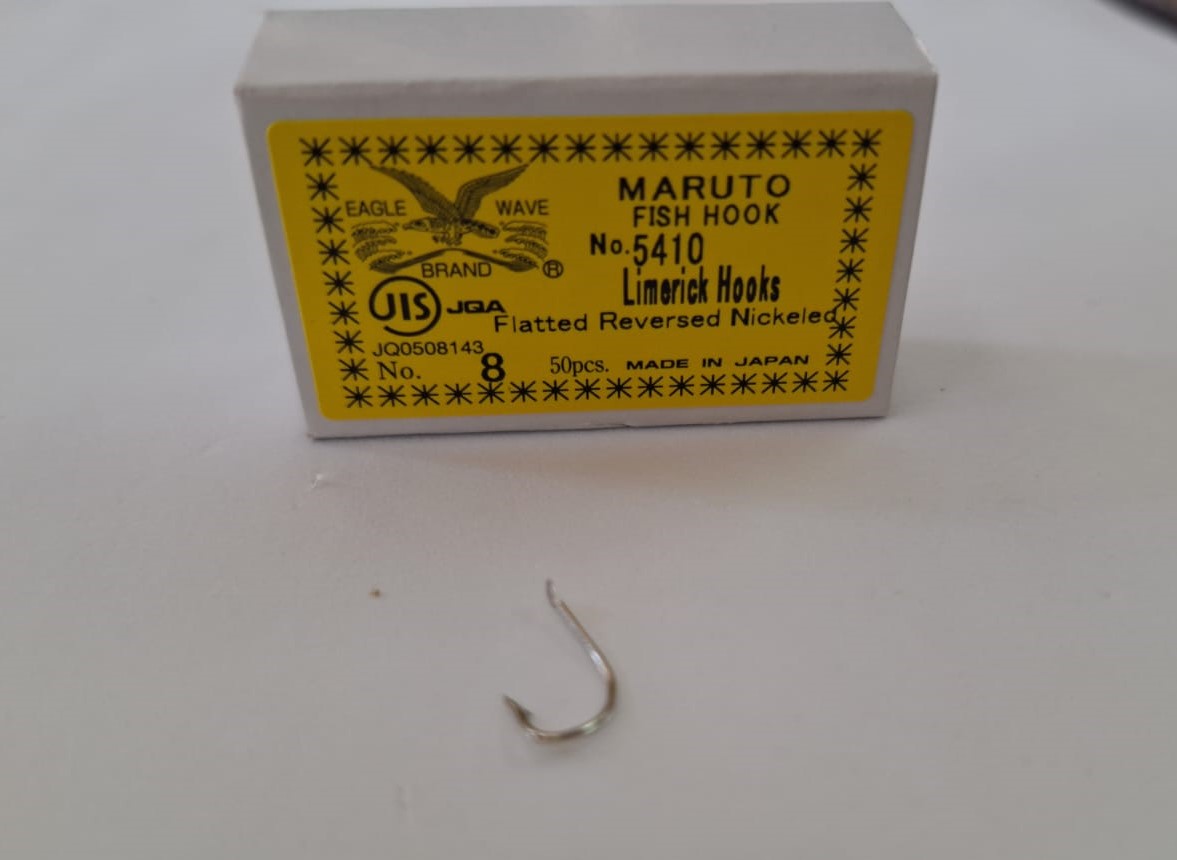 EAGLE WAVE
BRAND ®
MARUTO
FISH HOOK
No.5410
Limerick Hooks
JIS JQA
Flatted Reversed Nickeled
JQ0508143
No. 8 50pcs. MADE IN JAPAN